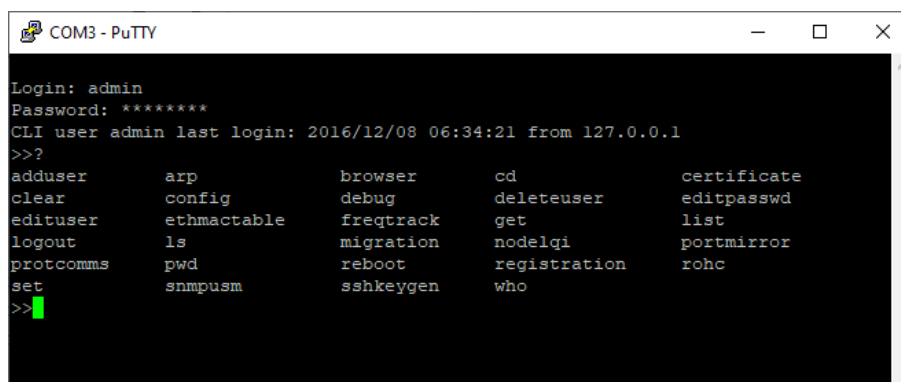 COM3 - PuTTY
Login: admin
Password: ********
CLI user admin last login: 2016/12/08 06:34:21 from 127.0.0.1
>>?
adduser arp browser cd certificate
clear config debug deleteuser editpasswd
edituser ethmactable freqtrack get list
logout ls migration nodelqi portmirror
protcomms pwd reboot registration rohc
set snmpusm sshkeygen who
>>